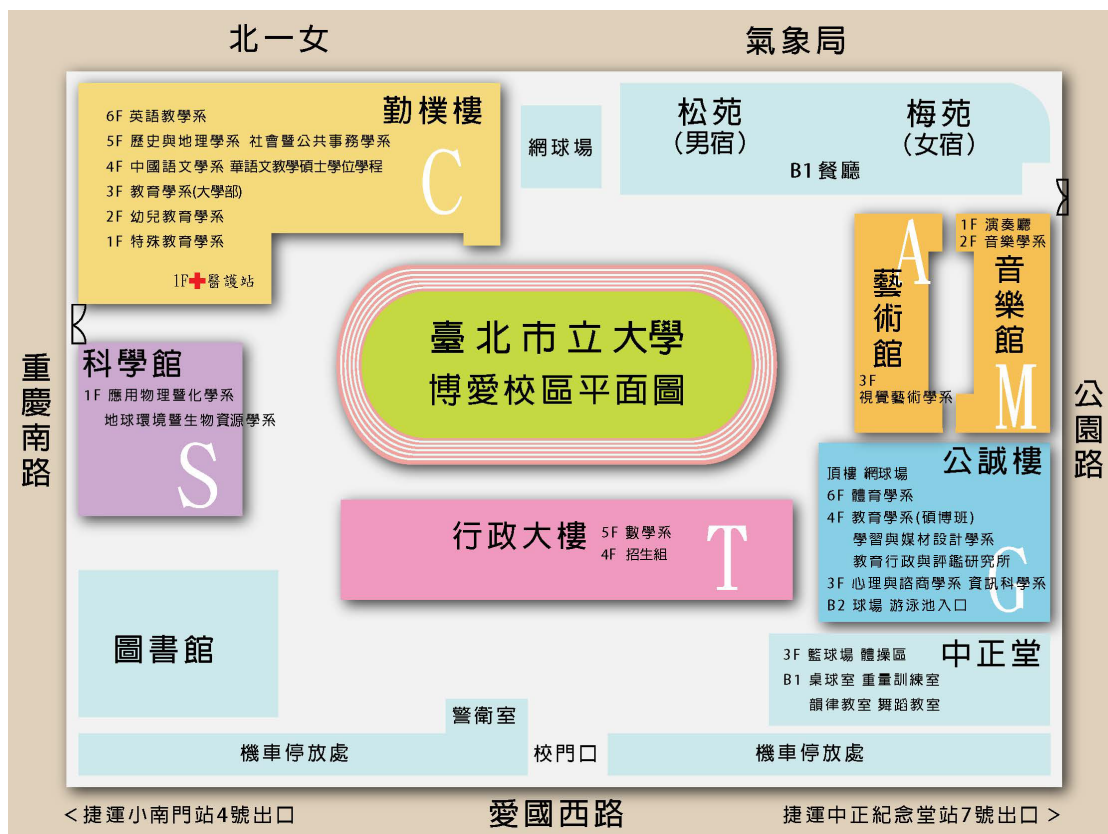 北一女
氣象局
勤樸樓
6F 英語教學系
5F 歷史與地理學系 社會暨公共事務學系
4F 中國語文學系 華語文教學碩士學位學程
3F 教育學系(大學部)
2F 幼兒教育學系
1F 特殊教育學系
C
1F 醫護站
網球場
松苑
(男宿)
梅苑
(女宿)
B1 餐廳
A
藝術館
3F
視覺藝術學系
1F 演奏廳
2F 音樂學系
音樂館
M
臺北市立大學
博愛校區平面圖
重慶南路
科學館
1F 應用物理暨化學系
地球環境暨生物資源學系
S
公園路
公誠樓
頂樓 網球場
6F 體育學系
4F 教育學系(碩博班)
學習與媒材設計學系
教育行政與評鑑研究所
3F 心理與諮商學系 資訊科學系
B2 球場 游泳池入口
G
行政大樓
5F 數學系
4F 招生組
T
圖書館
中正堂
3F 籃球場 體操區
B1 桌球室 重量訓練室
韻律教室 舞蹈教室
警衛室
機車停放處
校門口
機車停放處
<捷運小南門站4號出口
愛國西路
捷運中正紀念堂站7號出口>